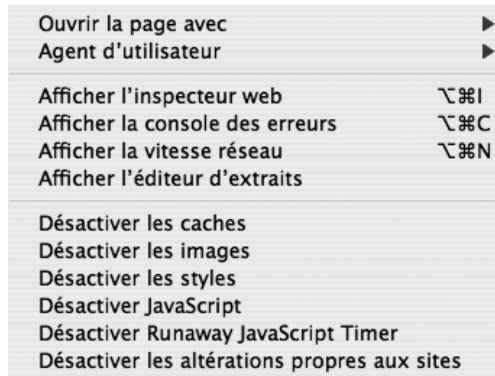 Ouvrir la page avec ▶
Agent d'utilisateur ▶
Afficher l'inspecteur web ⌥⌘I
Afficher la console des erreurs ⌥⌘C
Afficher la vitesse réseau ⌥⌘N
Afficher l'éditeur d'extraits
Désactiver les caches
Désactiver les images
Désactiver les styles
Désactiver JavaScript
Désactiver Runaway JavaScript Timer
Désactiver les altérations propres aux sites